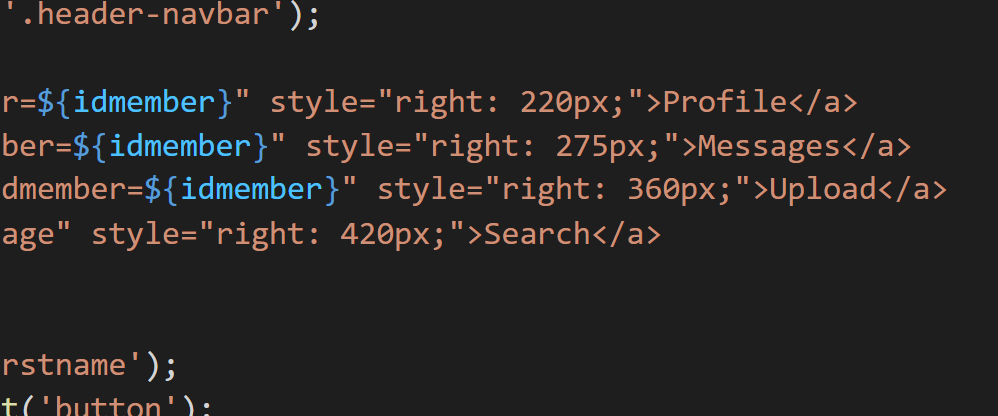 '.header-navbar');
r=${idmember}" style="right: 220px;">Profile</a>
ber=${idmember}" style="right: 275px;">Messages</a>
dmember=${idmember}" style="right: 360px;">Upload</a>
age" style="right: 420px;">Search</a>
rstname');
t('button');